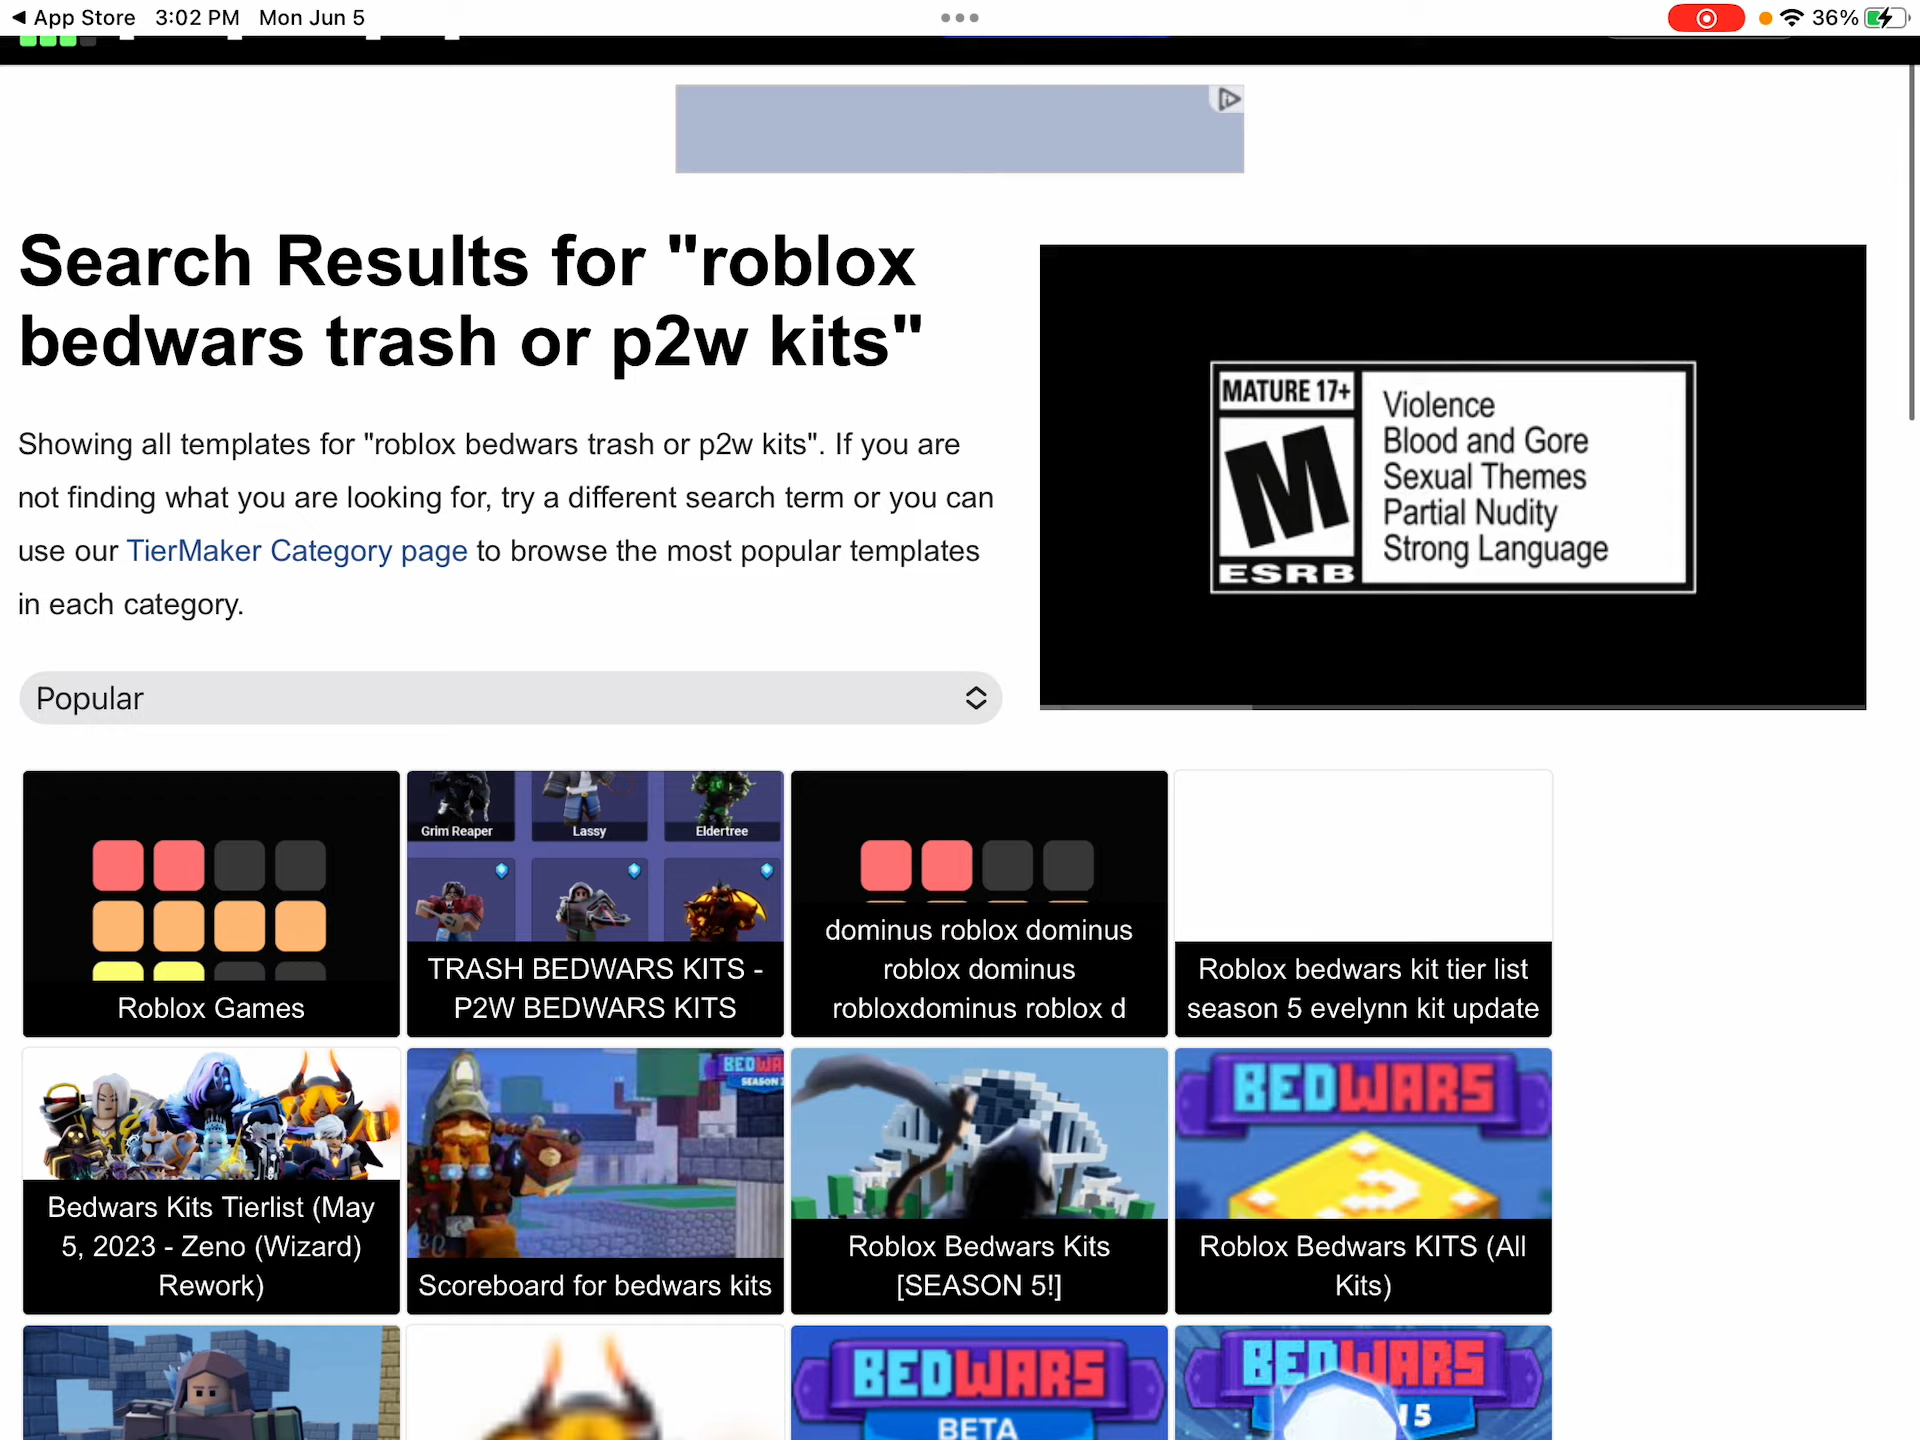 App Store 3:02 PM Mon Jun 5
36%
Search Results for "roblox
bedwars trash or p2w kits"
Showing all templates for "roblox bedwars trash or p2w kits". If you are
not finding what you are looking for, try a different search term or you can
use our TierMaker Category page to browse the most popular templates
in each category.
MATURE 17+
M
ESRB
Violence
Blood and Gore
Sexual Themes
Partial Nudity
Strong Language
Popular
Roblox Games
Grim Reaper
Lassy
Eldertree
TRASH BEDWARS KITS -
P2W BEDWARS KITS
dominus roblox dominus
roblox dominus
robloxdominus roblox d
Roblox bedwars kit tier list
season 5 evelynn kit update
Bedwars Kits Tierlist (May
5, 2023 - Zeno (Wizard)
Rework)
BEDWA
SEASON
Scoreboard for bedwars kits
Roblox Bedwars Kits
[SEASON 5!]
BEDWARS
Roblox Bedwars KITS (All
Kits)
BEDWARS
BETA
BEDWARS
5